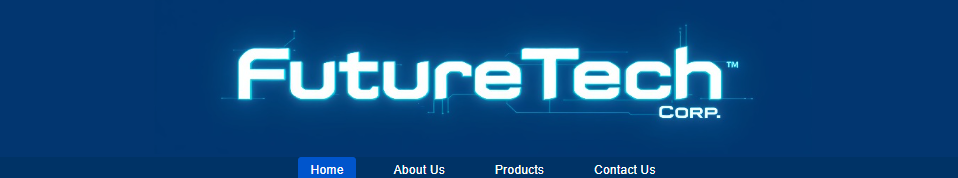 FutureTech™
Corp.
Home About Us Products Contact Us